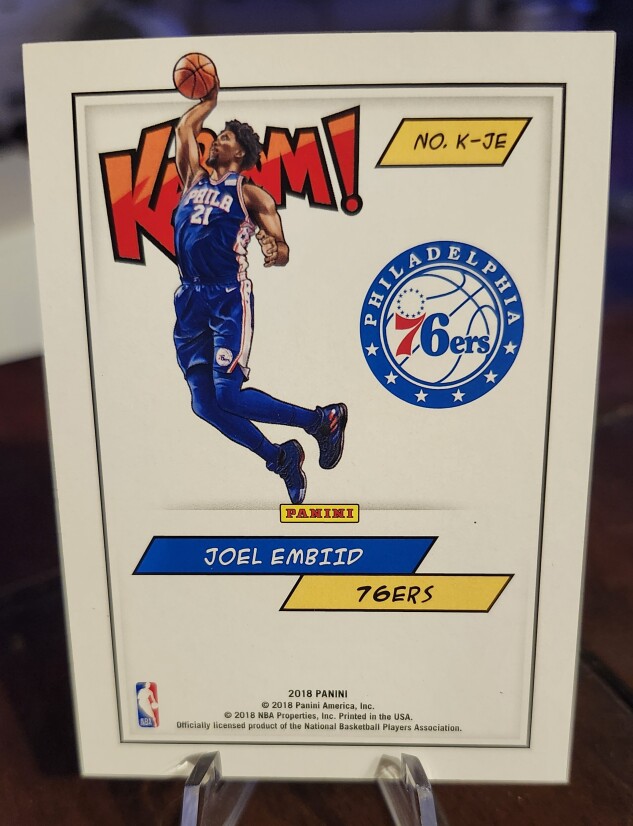 KABOOM!
NO. K-JE
PHILA
21
PHILADELPHIA
76ers
PANINI
JOEL EMBIID
76ERS
NBA
2018 PANINI
© 2018 Panini America, Inc.
© 2018 NBA Properties, Inc. Printed in the USA.
Officially licensed product of the National Basketball Players Association.